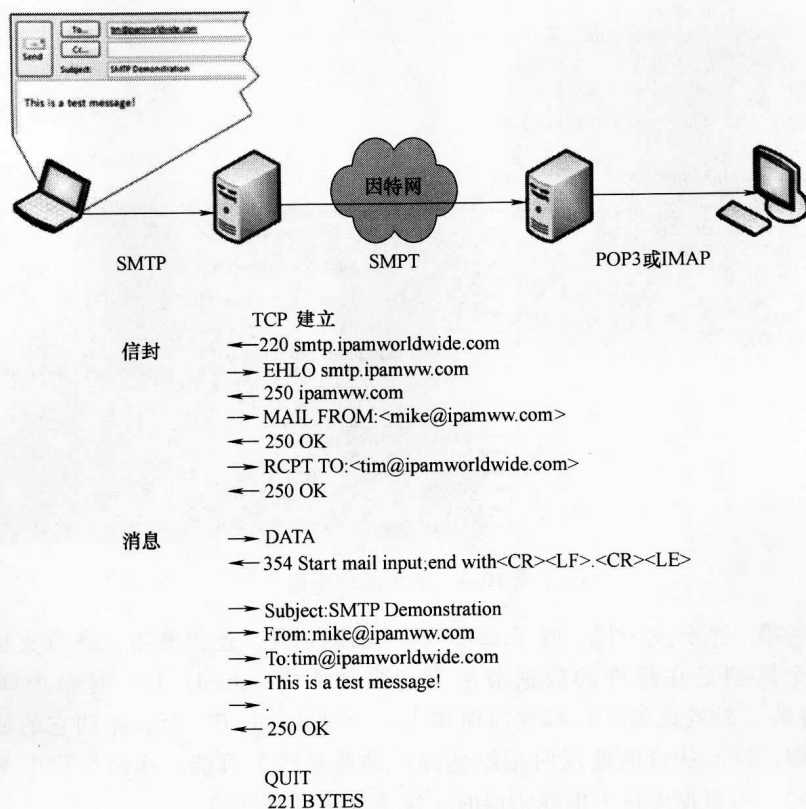 To...
tim@ipamworldwide.com
Cc...
Send
Subject:
SMTP Demonstration
This is a test message!
因特网
SMTP
SMPT
POP3或IMAP
TCP 建立
信封
←220 smtp.ipamworldwide.com
→EHLO smtp.ipamww.com
←250 ipamww.com
→MAIL FROM:<mike@ipamww.com>
←250 OK
→RCPT TO:<tim@ipamworldwide.com>
←250 OK
消息
→DATA
←354 Start mail input;end with<CR><LF>.<CR><LE>
→Subject:SMTP Demonstration
→From:mike@ipamww.com
→To:tim@ipamworldwide.com
→This is a test message!
→.
←250 OK
QUIT
221 BYTES